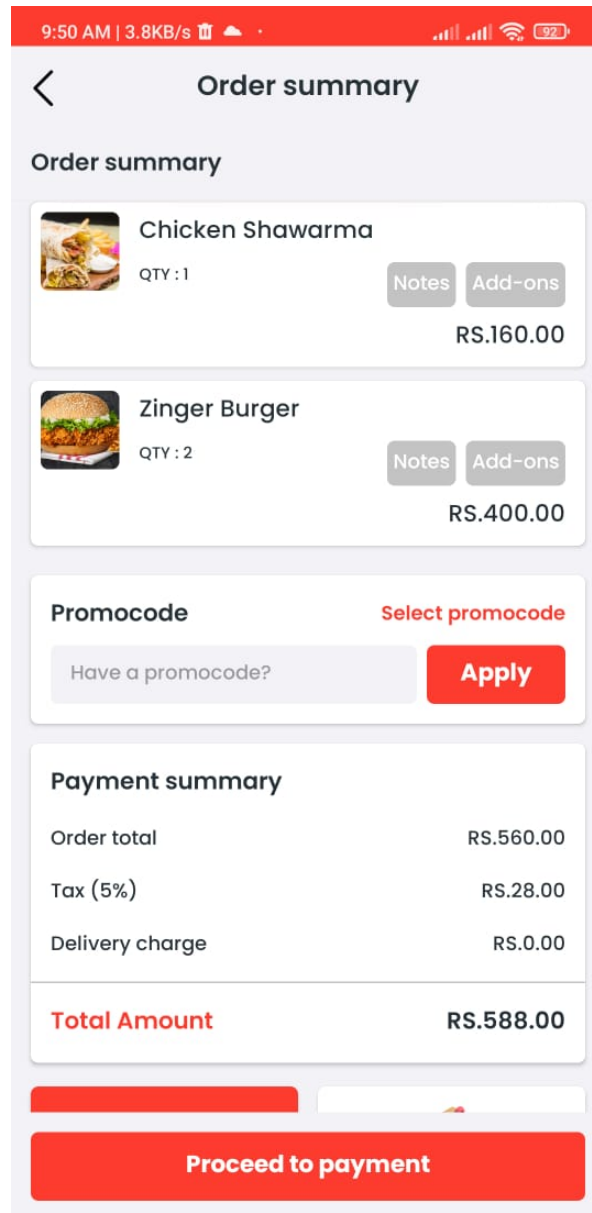 9:50 AM | 3.8KB/s
92
Order summary
Order summary
Chicken Shawarma
QTY : 1
Notes Add-ons
RS.160.00
Zinger Burger
QTY : 2
Notes Add-ons
RS.400.00
Promocode Select promocode
Have a promocode? Apply
Payment summary
Order total RS.560.00
Tax (5%) RS.28.00
Delivery charge RS.0.00
Total Amount RS.588.00
Proceed to payment